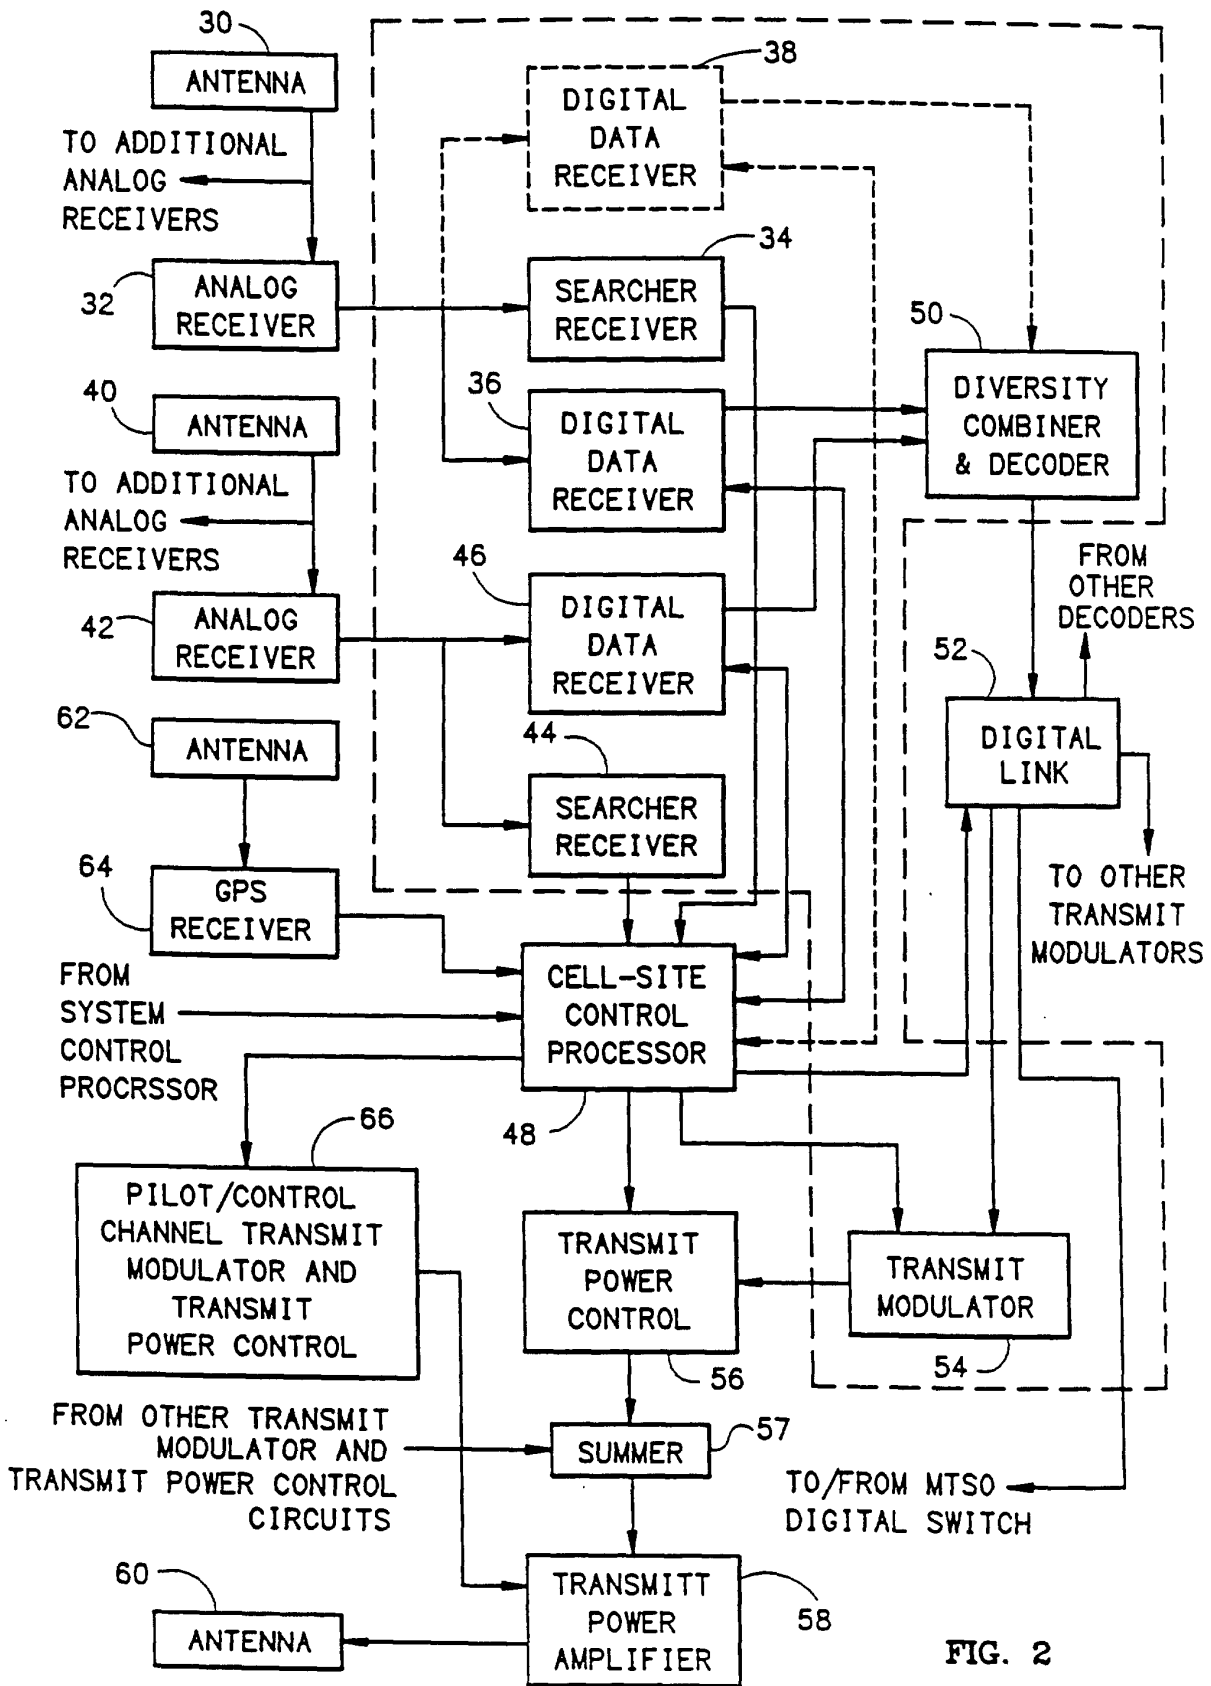 30
ANTENNA
TO ADDITIONAL
ANALOG
RECEIVERS
32
ANALOG
RECEIVER
40
ANTENNA
TO ADDITIONAL
ANALOG
RECEIVERS
42
ANALOG
RECEIVER
62
ANTENNA
64
GPS
RECEIVER
FROM
SYSTEM
CONTROL
PROCRSSOR
38
DIGITAL
DATA
RECEIVER
34
SEARCHER
RECEIVER
36
DIGITAL
DATA
RECEIVER
46
DIGITAL
DATA
RECEIVER
44
SEARCHER
RECEIVER
50
DIVERSITY
COMBINER
& DECODER
FROM
OTHER
DECODERS
52
DIGITAL
LINK
TO OTHER
TRANSMIT
MODULATORS
CELL-SITE
CONTROL
PROCESSOR
48
66
PILOT/CONTROL
CHANNEL TRANSMIT
MODULATOR AND
TRANSMIT
POWER CONTROL
TRANSMIT
POWER
CONTROL
56
TRANSMIT
MODULATOR
54
FROM OTHER TRANSMIT
MODULATOR AND
TRANSMIT POWER CONTROL
CIRCUITS
SUMMER
57
TO/FROM MTSO
DIGITAL SWITCH
60
ANTENNA
TRANSMITT
POWER
AMPLIFIER
58
FIG. 2